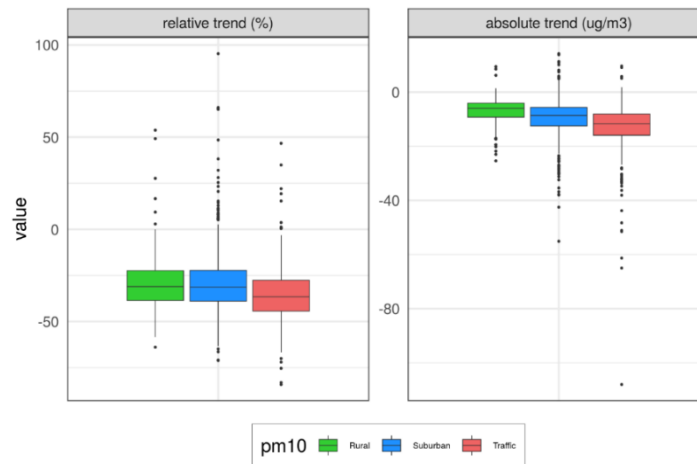 relative trend (%)
absolute trend (ug/m3)
value
100
50
0
-50
0
-40
-80
pm10 Rural Suburban Traffic